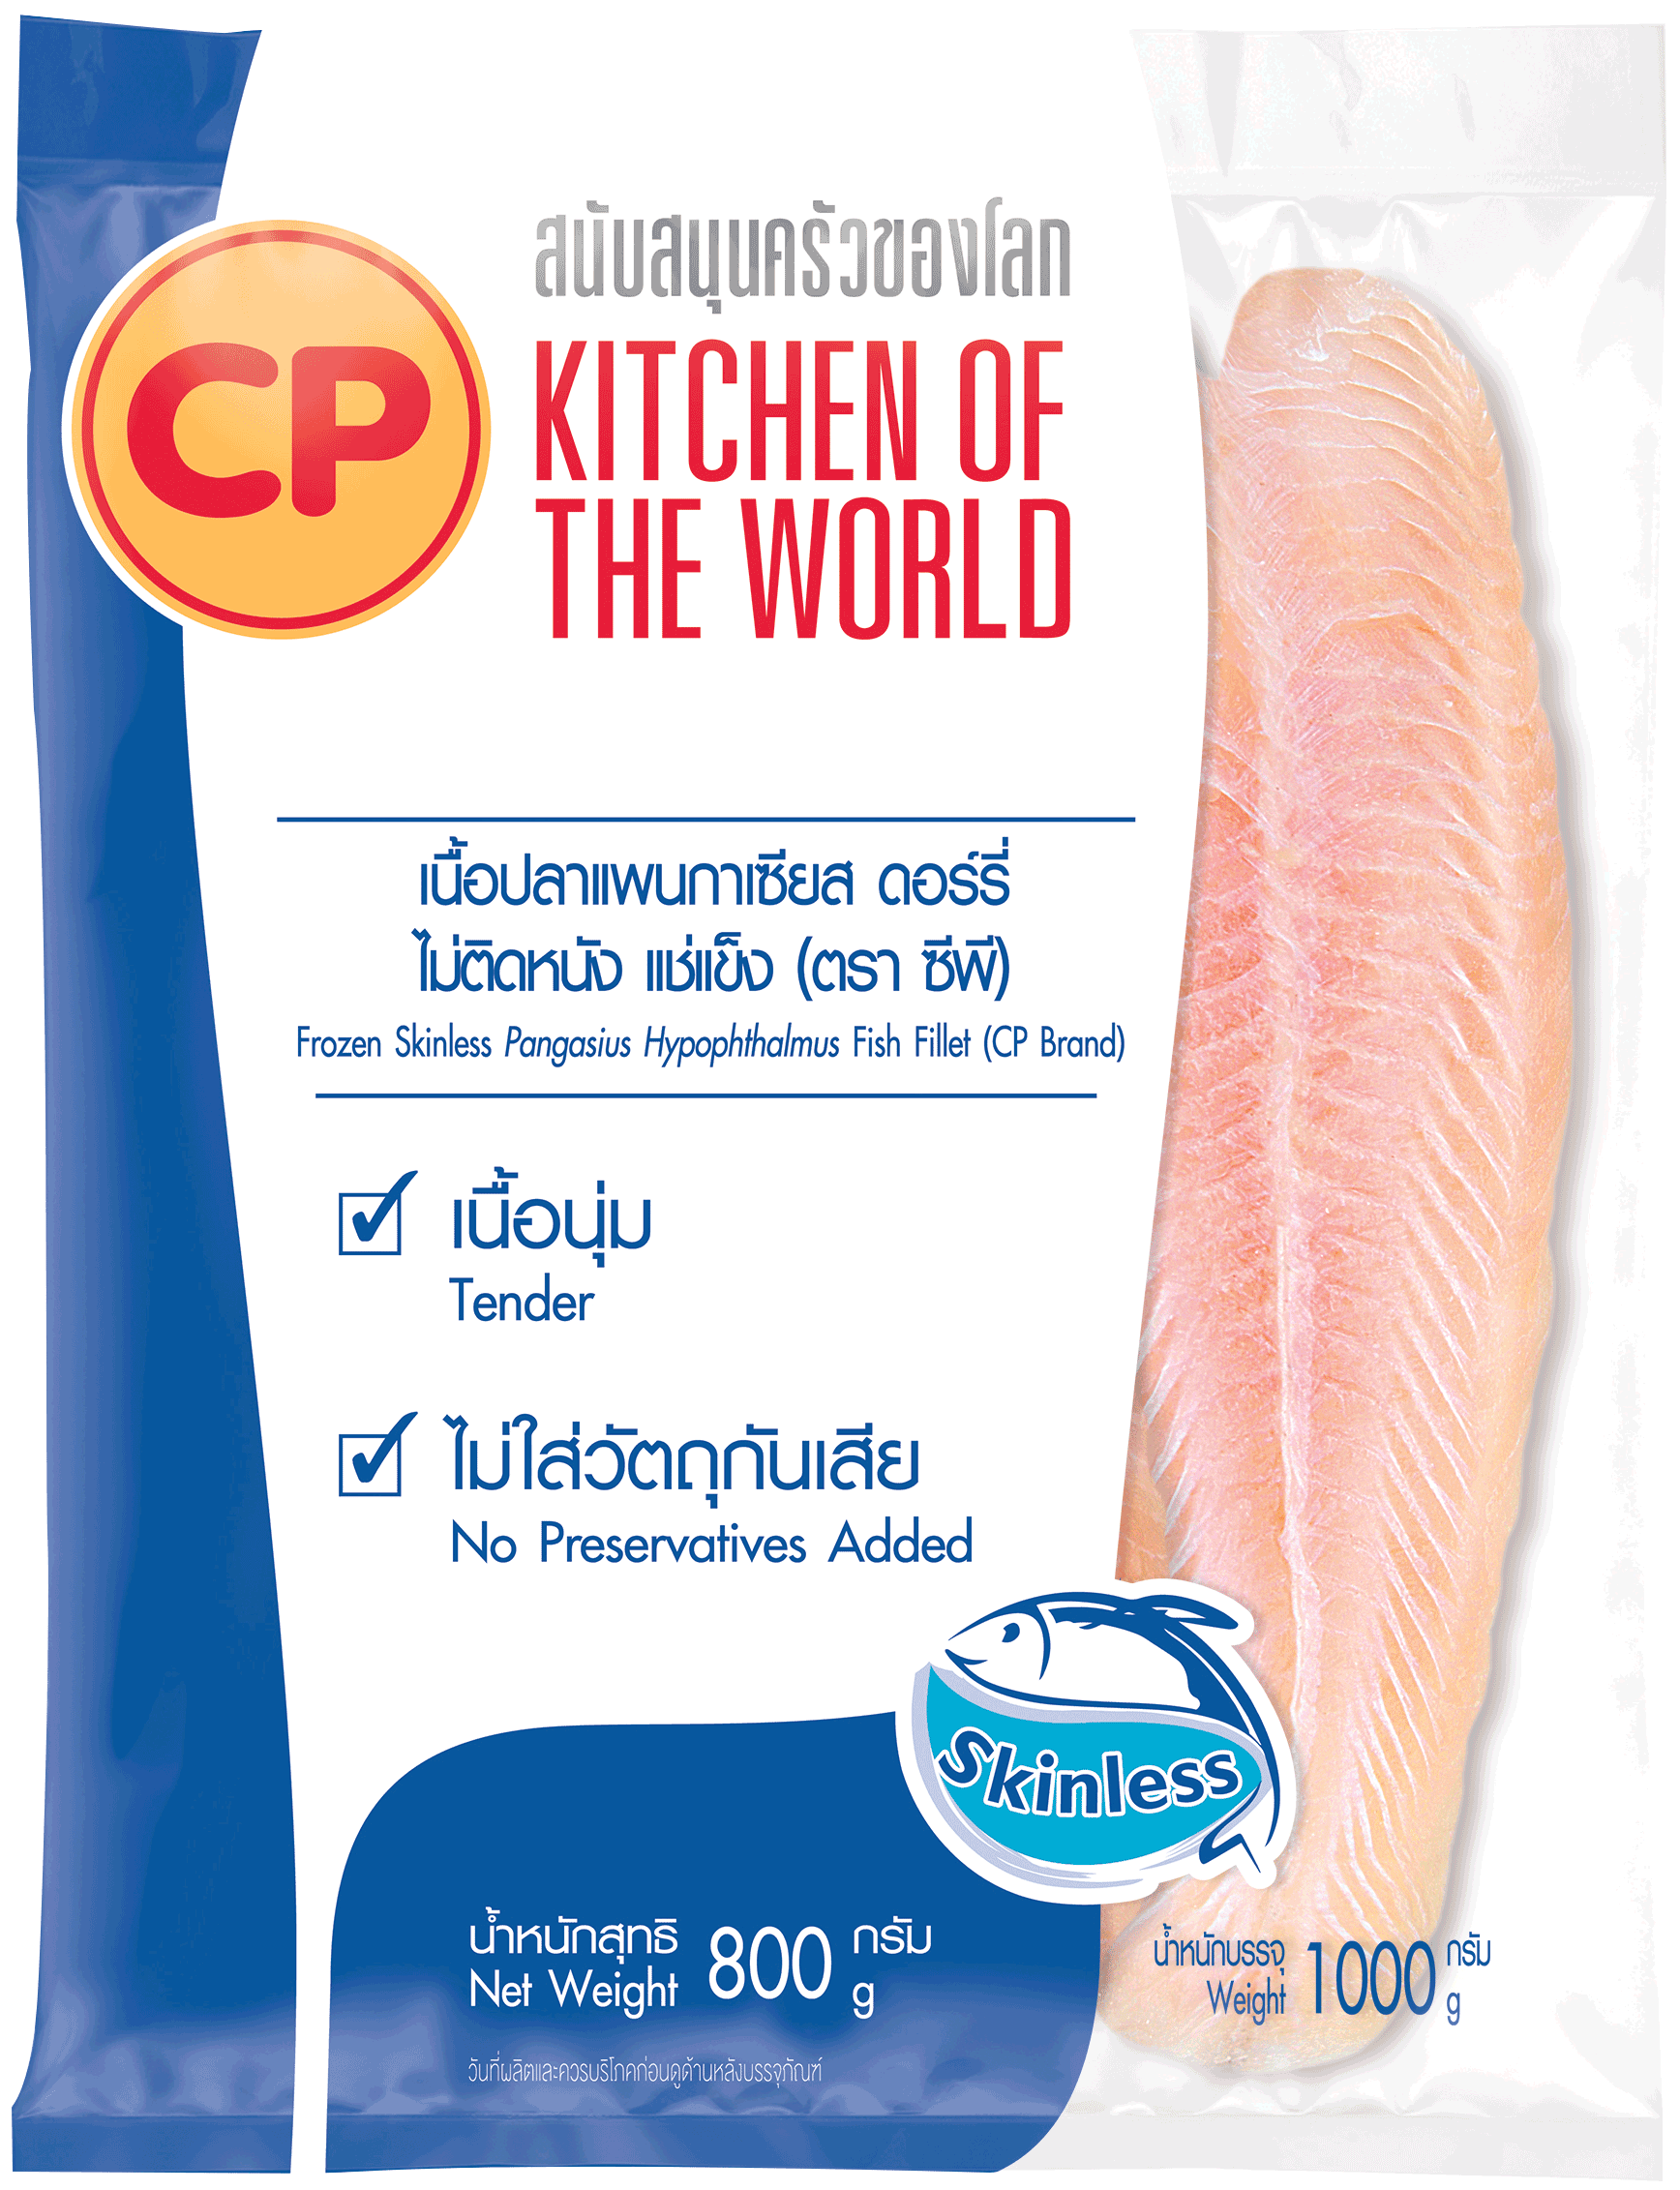 CP
สนับสนุนครัวของโลก
KITCHEN OF
THE WORLD
เนื้อปลาแพนกาเซียส ดอร์รี่
ไม่ติดหนัง แช่แข็ง (ตรา ซีพี)
Frozen Skinless Pangasius Hypophthalmus Fish Fillet (CP Brand)
เนื้อนุ่ม
Tender
ไม่ใส่วัตถุกันเสีย
No Preservatives Added
Skinless
น้ำหนักสุทธิ 800 กรัม
Net Weight g
น้ำหนักบรรจุ 1000 กรัม
Weight g
วันที่ผลิตและควรบริโภคก่อนดูด้านหลังบรรจุภัณฑ์